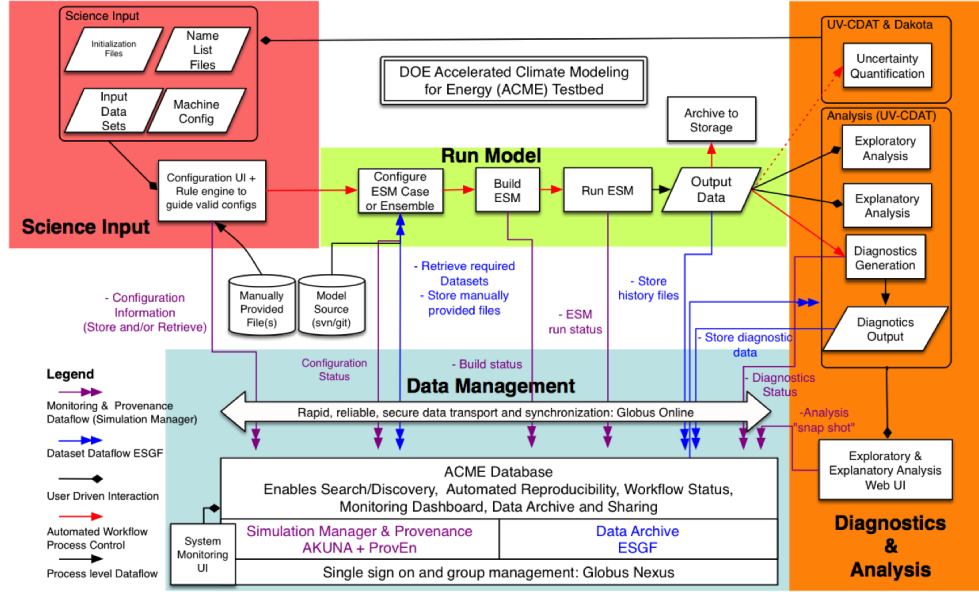 Science Input
Initialization
Files
Name
List
Files
Input
Data
Sets
Machine
Config
Configuration UI +
Rule engine to
guide valid configs
Science Input
DOE Accelerated Climate Modeling
for Energy (ACME) Testbed
Run Model
Configure
ESM Case
or Ensemble
Build
ESM
Run ESM
Output
Data
Archive to
Storage
UV-CDAT & Dakota
Uncertainty
Quantification
Analysis (UV-CDAT)
Exploratory
Analysis
Explanatory
Analysis
Diagnostics
Generation
Diagnotics
Output
Exploratory &
Explanatory Analysis
Web UI
Diagnostics
&
Analysis
Manually
Provided
File(s)
Model
Source
(svn/git)
- Configuration
Information
(Store and/or Retrieve)
- Retrieve required
Datasets
- Store manually
provided files
- ESM
run status
- Store
history files
- Store diagnostic
data
Configuration
Status
- Build status
- Diagnostics
Status
-Analysis
"snap shot"
Data Management
Rapid, reliable, secure data transport and synchronization: Globus Online
ACME Database
Enables Search/Discovery, Automated Reproducibility, Workflow Status,
Monitoring Dashboard, Data Archive and Sharing
Simulation Manager & Provenance
AKUNA + ProvEn
Data Archive
ESGF
Single sign on and group management: Globus Nexus
System
Monitoring
UI
Legend
Monitoring & Provenance
Dataflow (Simulation Manager)
Dataset Dataflow ESGF
User Driven Interaction
Automated Workflow
Process Control
Process level Dataflow